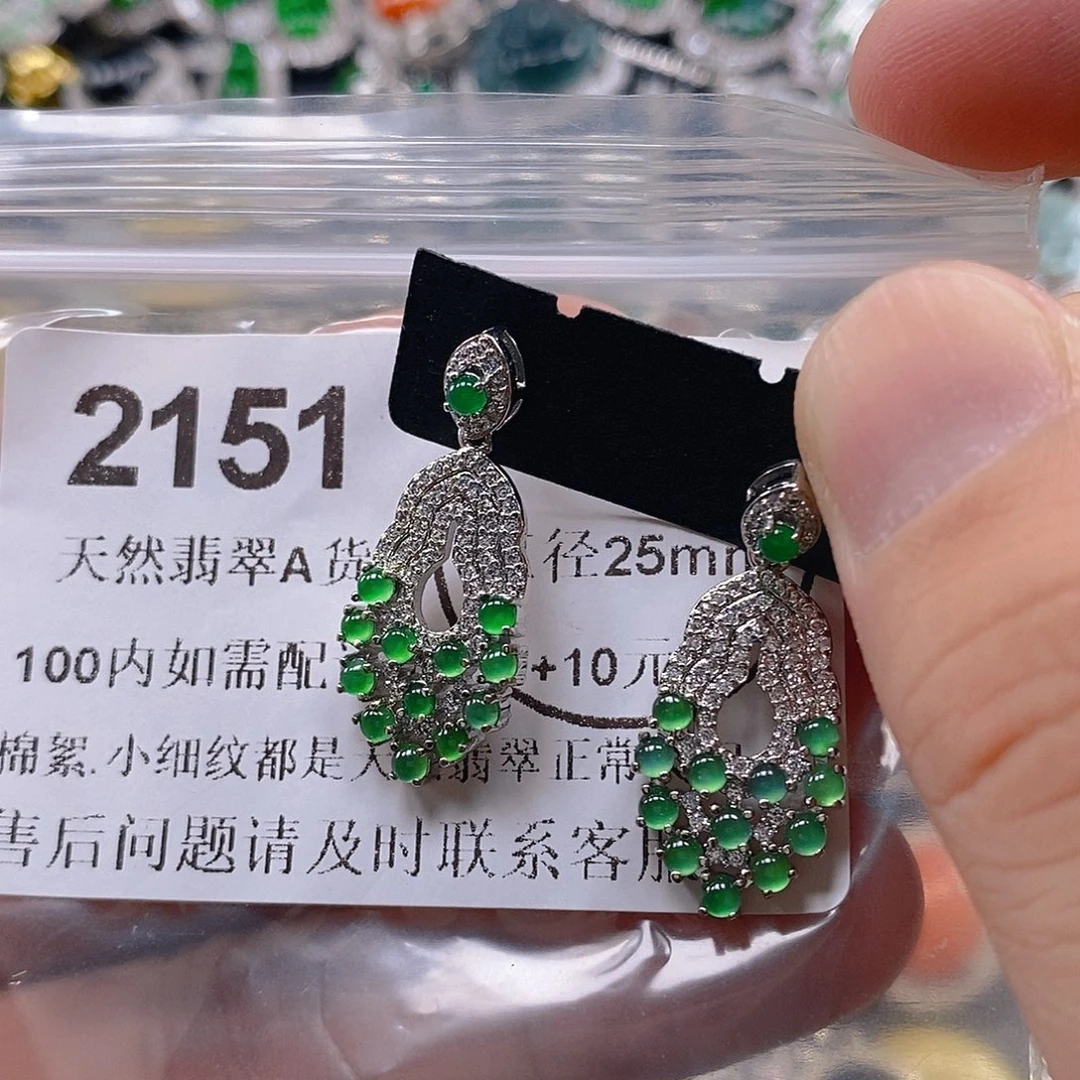 2151
天然翡翠A货 径25mm
100内如需配 +10元
棉絮.小细纹都是天然翡翠正常
售后问题请及时联系客服